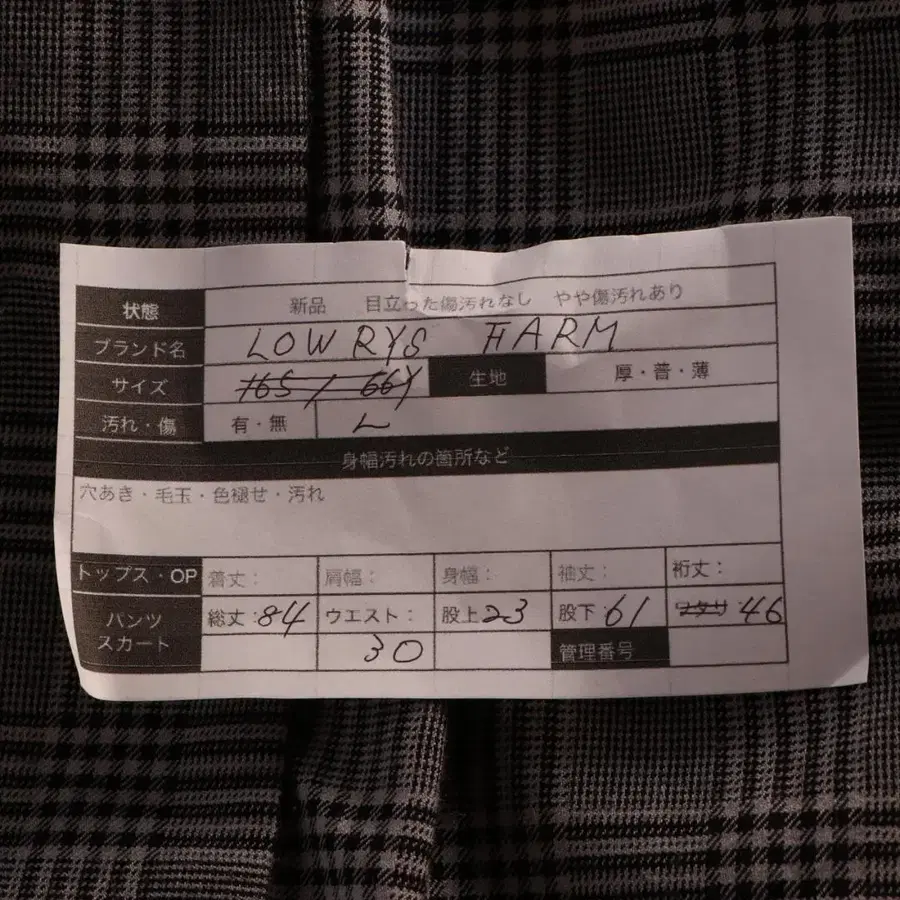 状態 新品 目立った傷汚れなし やや傷汚れあり
ブランド名 LOWRYS FARM
サイズ 165 / 66Y 生地 厚・普・薄
汚れ・傷 有・無 L
身幅汚れの箇所など
穴あき・毛玉・色褪せ・汚れ
トップス・OP 着丈: 肩幅: 身幅: 袖丈: 裄丈:
パンツ スカート 総丈:84 ウエスト: 股上23 股下:61 ワタリ:46
30 管理番号